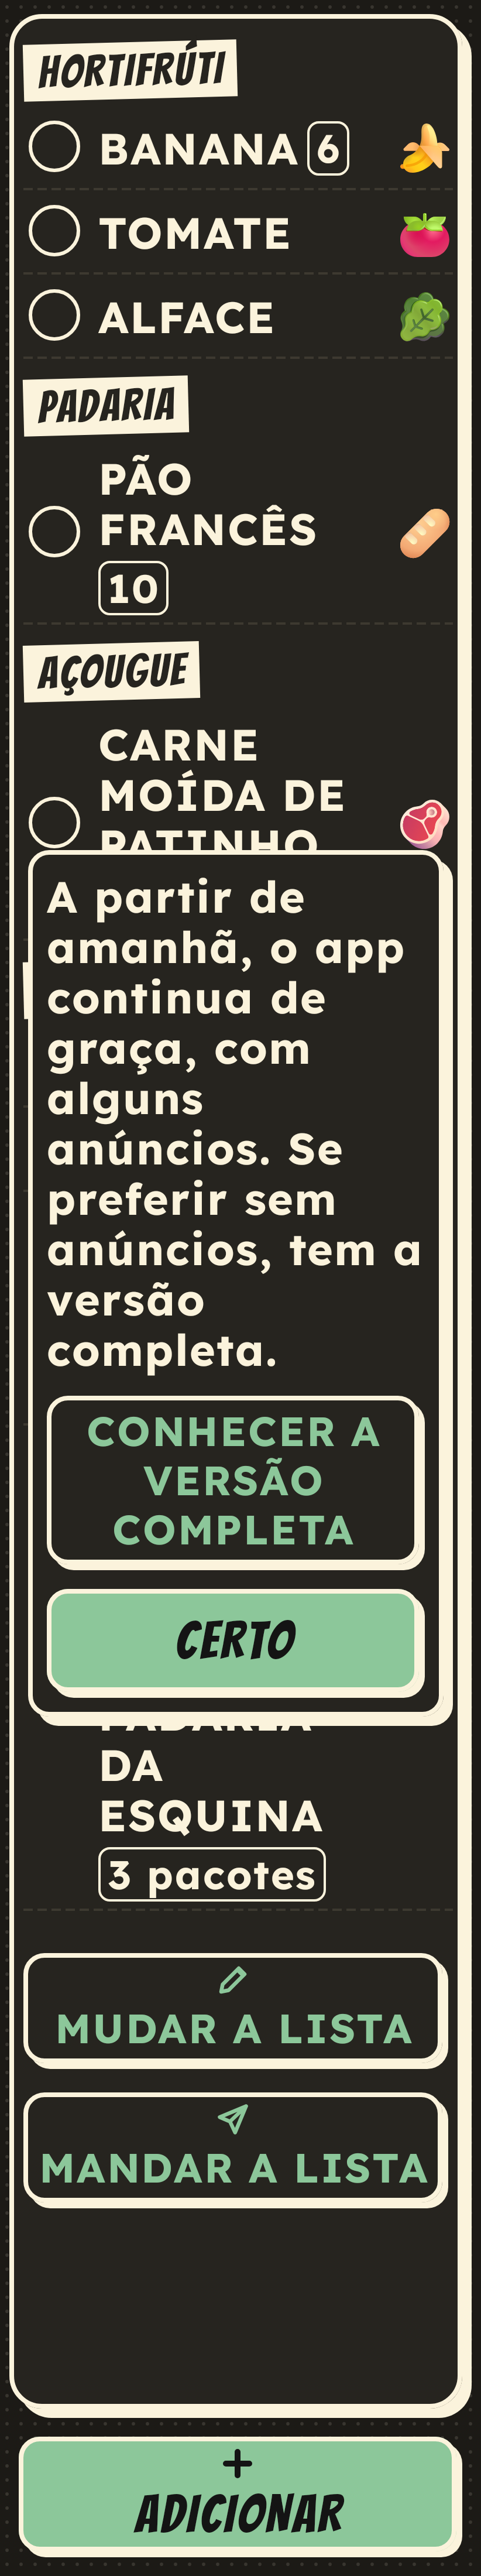 HORTIFRÚTI
BANANA 6
TOMATE
ALFACE
PADARIA
PÃO
FRANCÊS
10
AÇOUGUE
CARNE
MOÍDA DE
PATINHO
A partir de
amanhã, o app
continua de
graça, com
alguns
anúncios. Se
preferir sem
anúncios, tem a
versão
completa.
CONHECER A
VERSÃO
COMPLETA
CERTO
PADARIA
DA
ESQUINA
3 pacotes
MUDAR A LISTA
MANDAR A LISTA
ADICIONAR